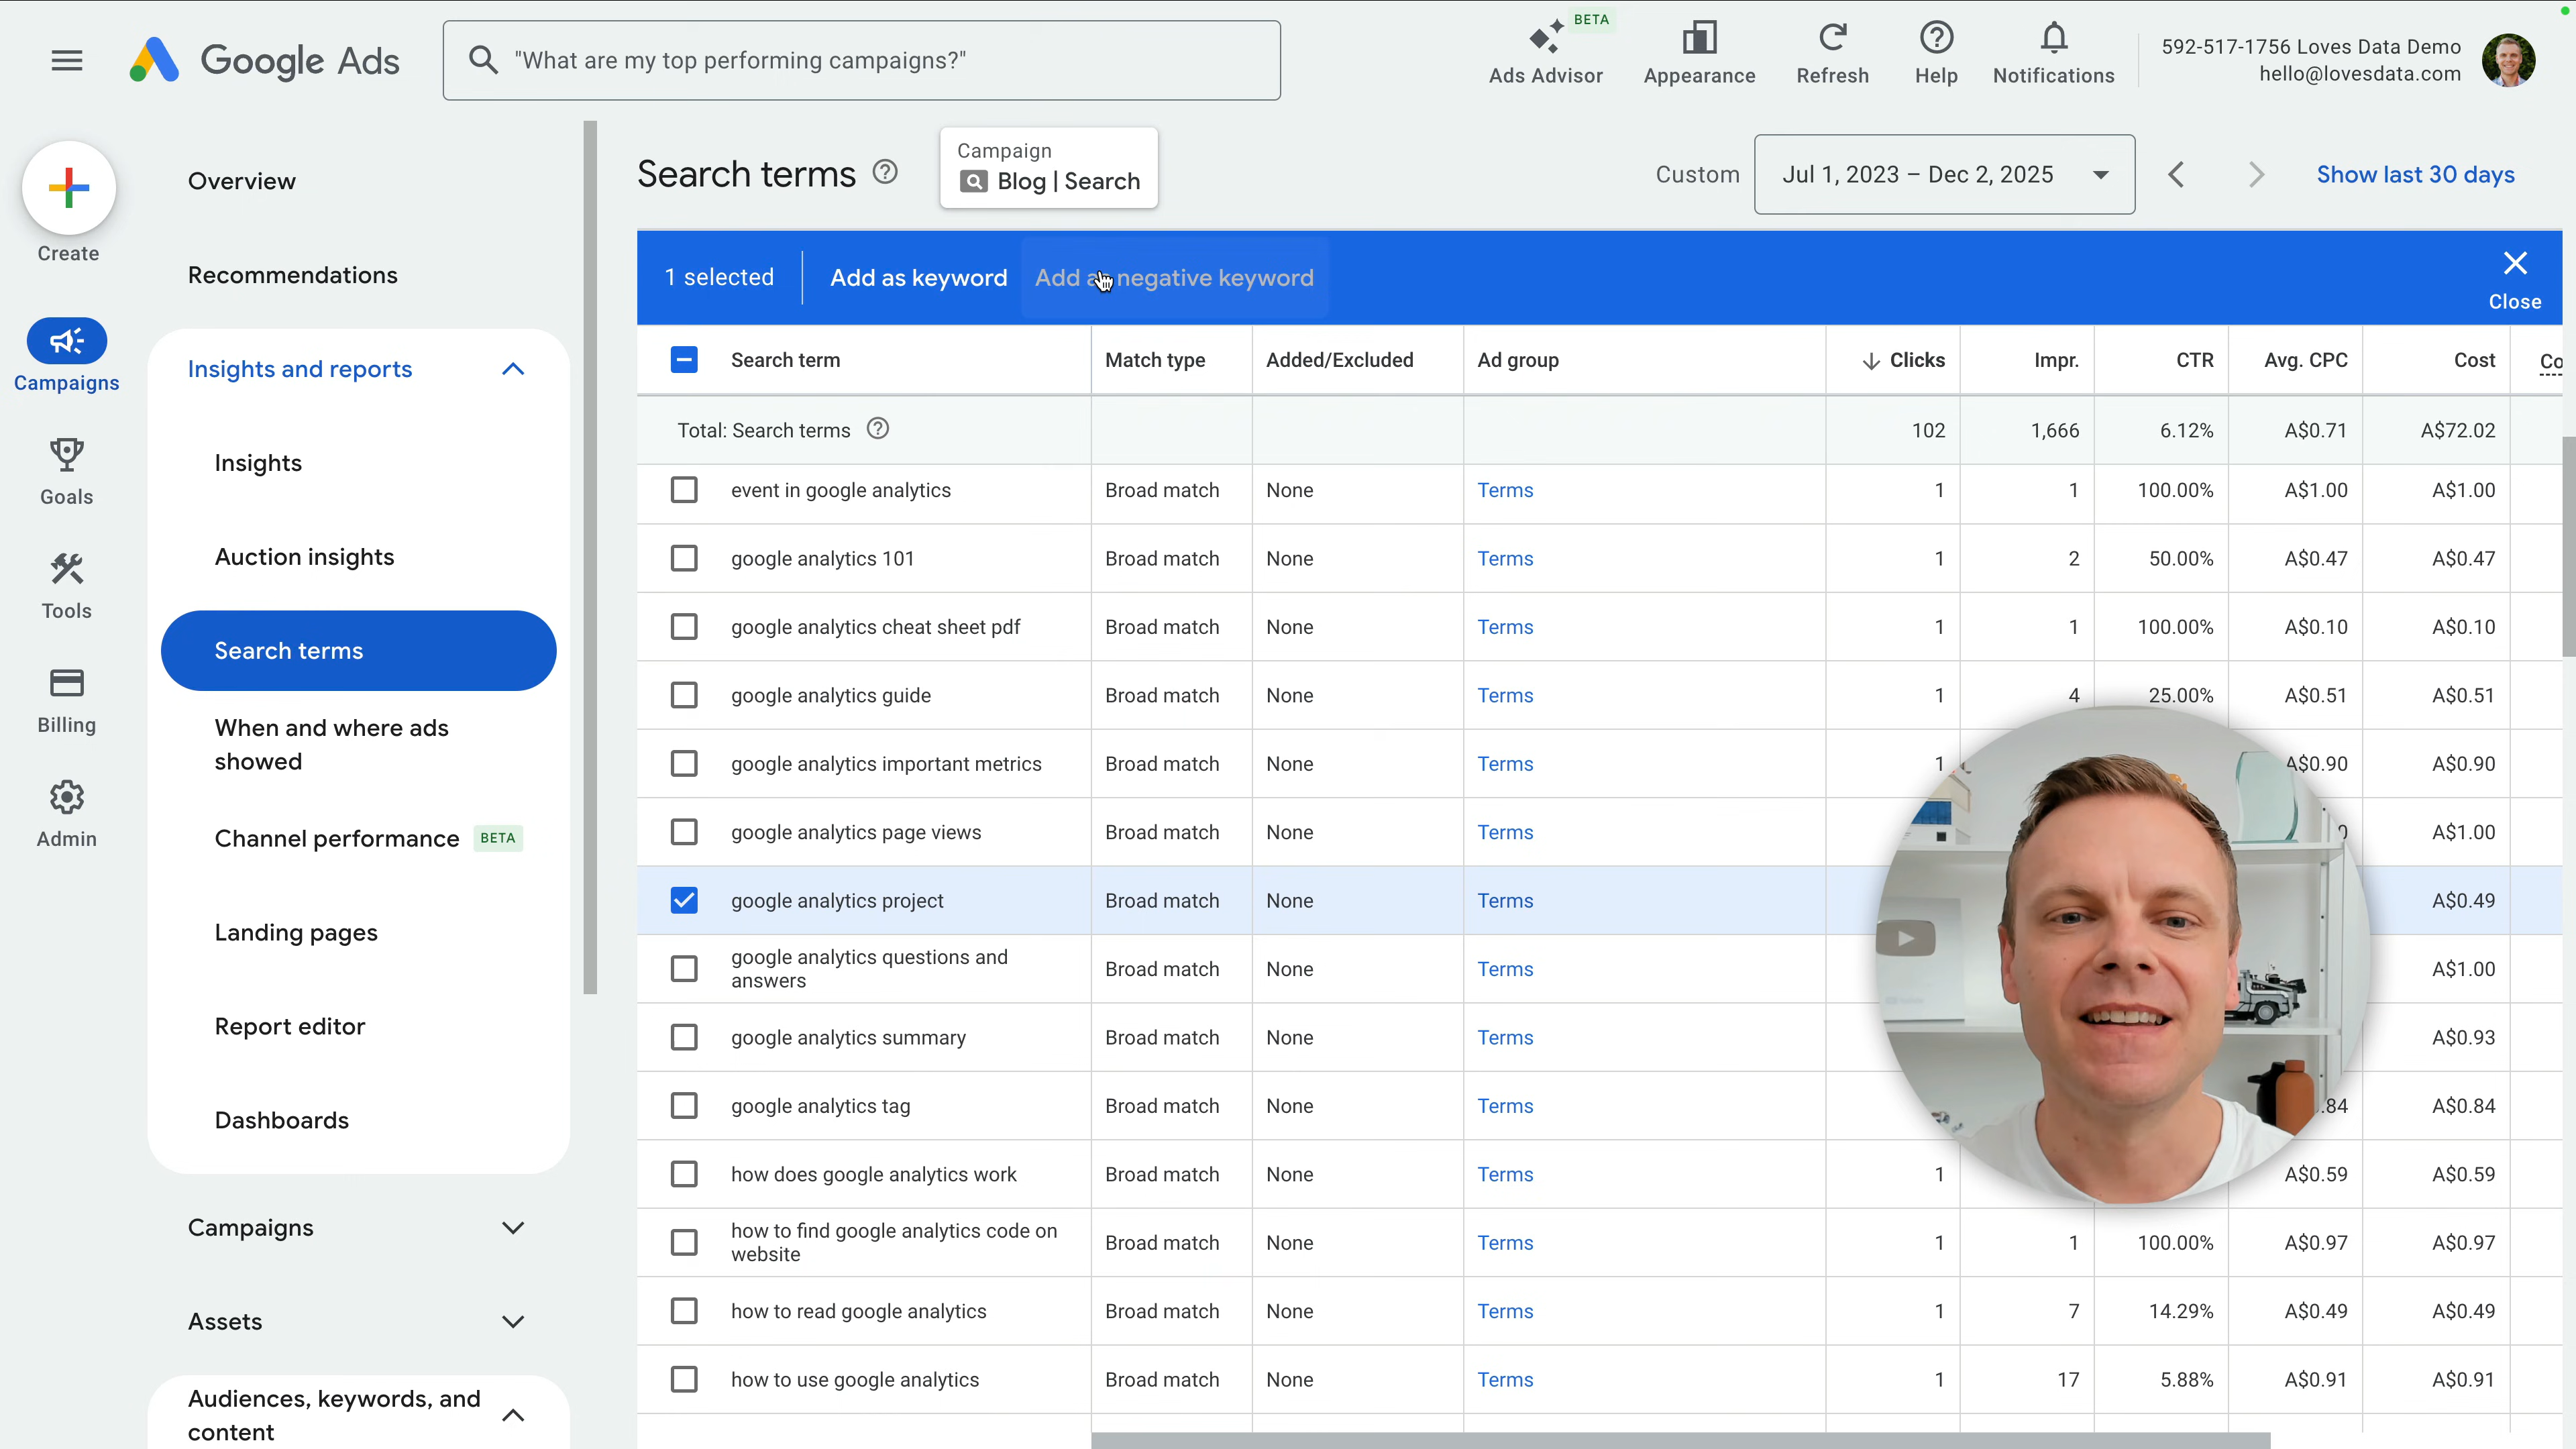 Google Ads
"What are my top performing campaigns?"
BETA
Ads Advisor
Appearance
Refresh
Help
Notifications
592-517-1756 Loves Data Demo
hello@lovesdata.com
Create
Campaigns
Goals
Tools
Billing
Admin
Overview
Recommendations
Insights and reports
Insights
Auction insights
Search terms
When and where ads
showed
Channel performance BETA
Landing pages
Report editor
Dashboards
Campaigns
Assets
Audiences, keywords, and
content
Search terms
Campaign
Blog | Search
Custom
Jul 1, 2023 – Dec 2, 2025
Show last 30 days
1 selected
Add as keyword
Add a negative keyword
Close
Search term Match type Added/Excluded Ad group Clicks Impr. CTR Avg. CPC Cost Co
Total: Search terms 102 1,666 6.12% A$0.71 A$72.02
event in google analytics Broad match None Terms 1 1 100.00% A$1.00 A$1.00
google analytics 101 Broad match None Terms 1 2 50.00% A$0.47 A$0.47
google analytics cheat sheet pdf Broad match None Terms 1 1 100.00% A$0.10 A$0.10
google analytics guide Broad match None Terms 1 4 25.00% A$0.51 A$0.51
google analytics important metrics Broad match None Terms 1 A$0.90 A$0.90
google analytics page views Broad match None Terms 0 A$1.00
google analytics project Broad match None Terms A$0.49
google analytics questions and
answers Broad match None Terms A$1.00
google analytics summary Broad match None Terms A$0.93
google analytics tag Broad match None Terms .84 A$0.84
how does google analytics work Broad match None Terms 1 A$0.59 A$0.59
how to find google analytics code on
website Broad match None Terms 1 1 100.00% A$0.97 A$0.97
how to read google analytics Broad match None Terms 1 7 14.29% A$0.49 A$0.49
how to use google analytics Broad match None Terms 1 17 5.88% A$0.91 A$0.91